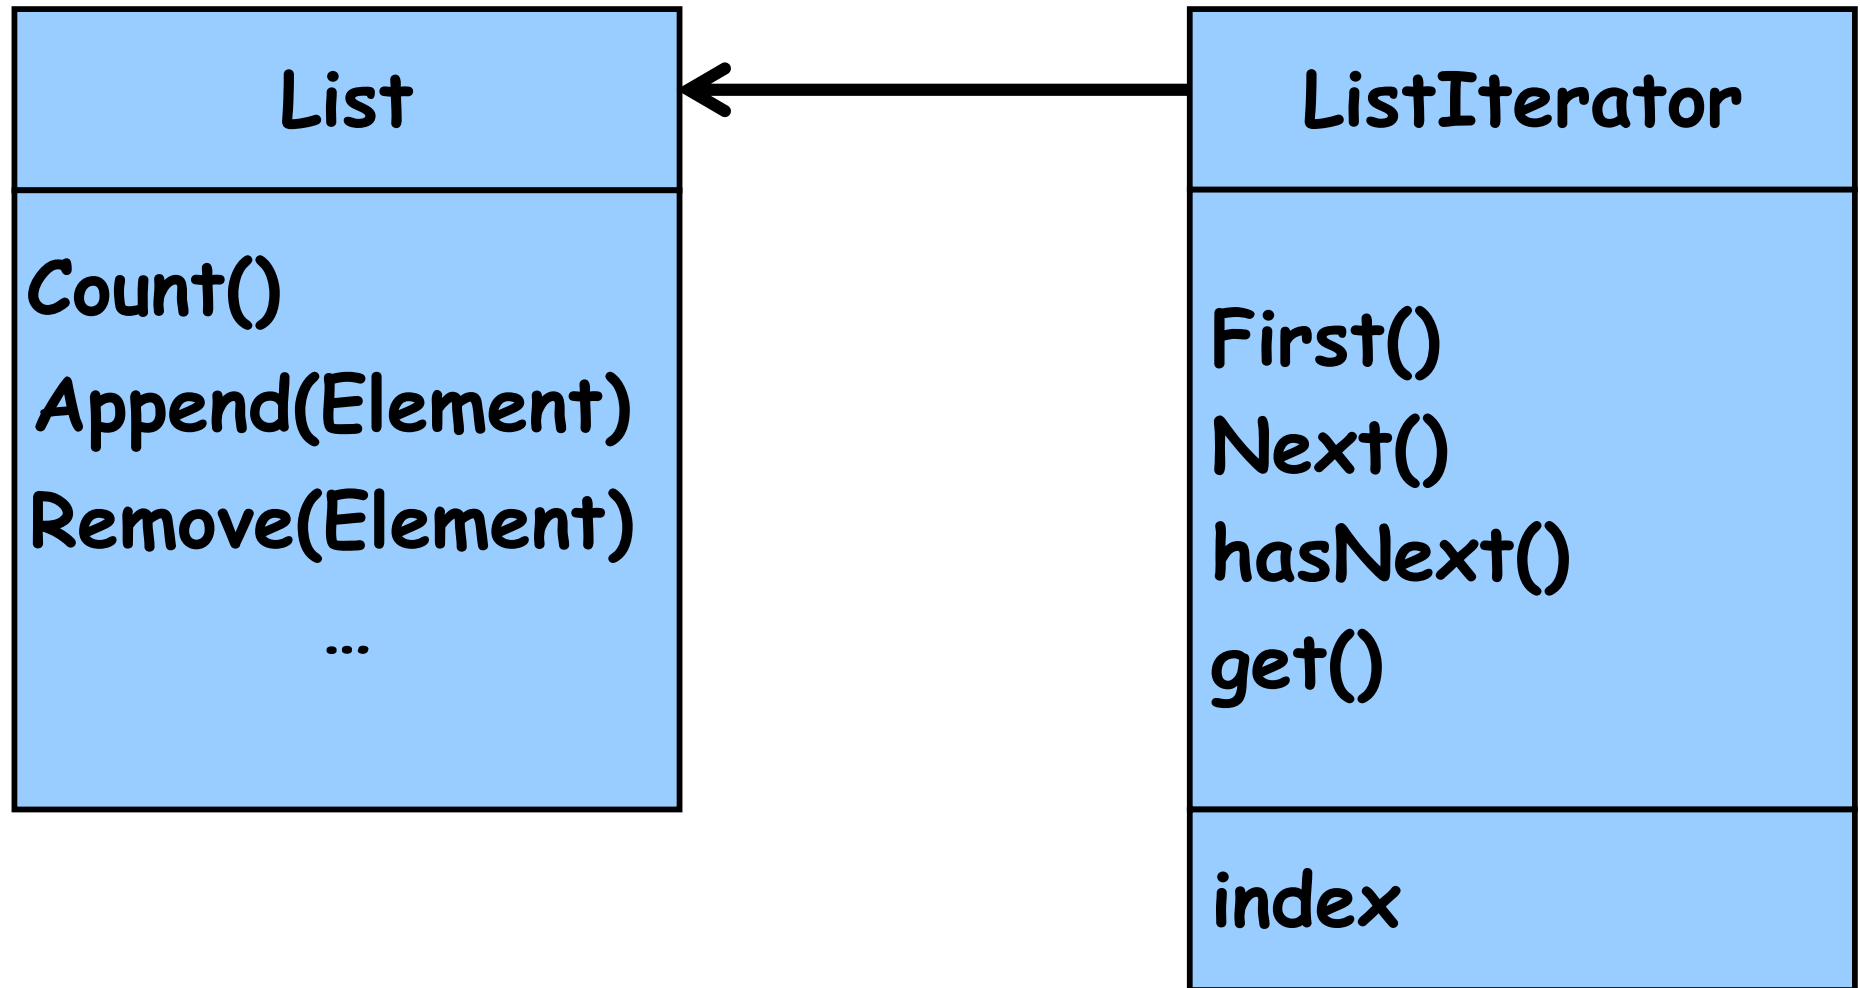 List
Count()
Append(Element)
Remove(Element)
...
ListIterator
First()
Next()
hasNext()
get()
index